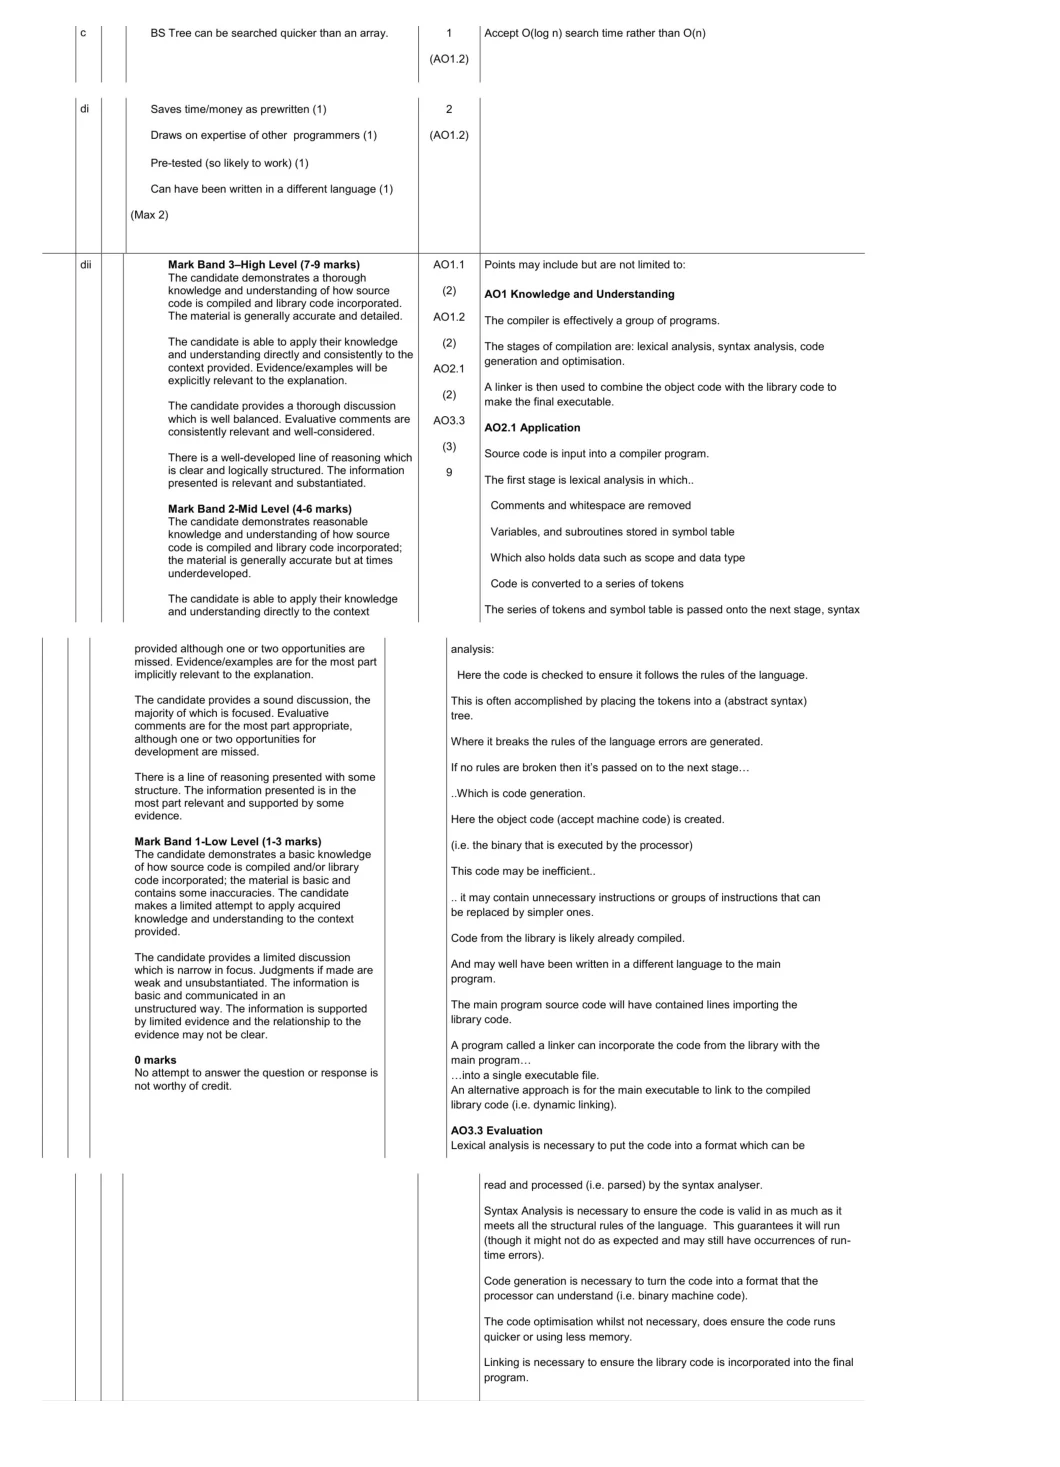 c
BS Tree can be searched quicker than an array.
1
(AO1.2)
Accept O(log n) search time rather than O(n)
di
Saves time/money as prewritten (1)
Draws on expertise of other programmers (1)
Pre-tested (so likely to work) (1)
Can have been written in a different language (1)
(Max 2)
2
(AO1.2)
dii
Mark Band 3–High Level (7-9 marks)
The candidate demonstrates a thorough
knowledge and understanding of how source
code is compiled and library code incorporated.
The material is generally accurate and detailed.
The candidate is able to apply their knowledge
and understanding directly and consistently to the
context provided. Evidence/examples will be
explicitly relevant to the explanation.
The candidate provides a thorough discussion
which is well balanced. Evaluative comments are
consistently relevant and well-considered.
There is a well-developed line of reasoning which
is clear and logically structured. The information
presented is relevant and substantiated.
Mark Band 2-Mid Level (4-6 marks)
The candidate demonstrates reasonable
knowledge and understanding of how source
code is compiled and library code incorporated;
the material is generally accurate but at times
underdeveloped.
The candidate is able to apply their knowledge
and understanding directly to the context
AO1.1
(2)
AO1.2
(2)
AO2.1
(2)
AO3.3
(3)
9
Points may include but are not limited to:
AO1 Knowledge and Understanding
The compiler is effectively a group of programs.
The stages of compilation are: lexical analysis, syntax analysis, code
generation and optimisation.
A linker is then used to combine the object code with the library code to
make the final executable.
AO2.1 Application
Source code is input into a compiler program.
The first stage is lexical analysis in which..
Comments and whitespace are removed
Variables, and subroutines stored in symbol table
Which also holds data such as scope and data type
Code is converted to a series of tokens
The series of tokens and symbol table is passed onto the next stage, syntax
provided although one or two opportunities are
missed. Evidence/examples are for the most part
implicitly relevant to the explanation.
The candidate provides a sound discussion, the
majority of which is focused. Evaluative
comments are for the most part appropriate,
although one or two opportunities for
development are missed.
There is a line of reasoning presented with some
structure. The information presented is in the
most part relevant and supported by some
evidence.
Mark Band 1-Low Level (1-3 marks)
The candidate demonstrates a basic knowledge
of how source code is compiled and/or library
code incorporated; the material is basic and
contains some inaccuracies. The candidate
makes a limited attempt to apply acquired
knowledge and understanding to the context
provided.
The candidate provides a limited discussion
which is narrow in focus. Judgments if made are
weak and unsubstantiated. The information is
basic and communicated in an
unstructured way. The information is supported
by limited evidence and the relationship to the
evidence may not be clear.
0 marks
No attempt to answer the question or response is
not worthy of credit.
analysis:
Here the code is checked to ensure it follows the rules of the language.
This is often accomplished by placing the tokens into a (abstract syntax)
tree.
Where it breaks the rules of the language errors are generated.
If no rules are broken then it's passed on to the next stage…
..Which is code generation.
Here the object code (accept machine code) is created.
(i.e. the binary that is executed by the processor)
This code may be inefficient..
.. it may contain unnecessary instructions or groups of instructions that can
be replaced by simpler ones.
Code from the library is likely already compiled.
And may well have been written in a different language to the main
program.
The main program source code will have contained lines importing the
library code.
A program called a linker can incorporate the code from the library with the
main program…
…into a single executable file.
An alternative approach is for the main executable to link to the compiled
library code (i.e. dynamic linking).
AO3.3 Evaluation
Lexical analysis is necessary to put the code into a format which can be
read and processed (i.e. parsed) by the syntax analyser.
Syntax Analysis is necessary to ensure the code is valid in as much as it
meets all the structural rules of the language. This guarantees it will run
(though it might not do as expected and may still have occurrences of run-
time errors).
Code generation is necessary to turn the code into a format that the
processor can understand (i.e. binary machine code).
The code optimisation whilst not necessary, does ensure the code runs
quicker or using less memory.
Linking is necessary to ensure the library code is incorporated into the final
program.